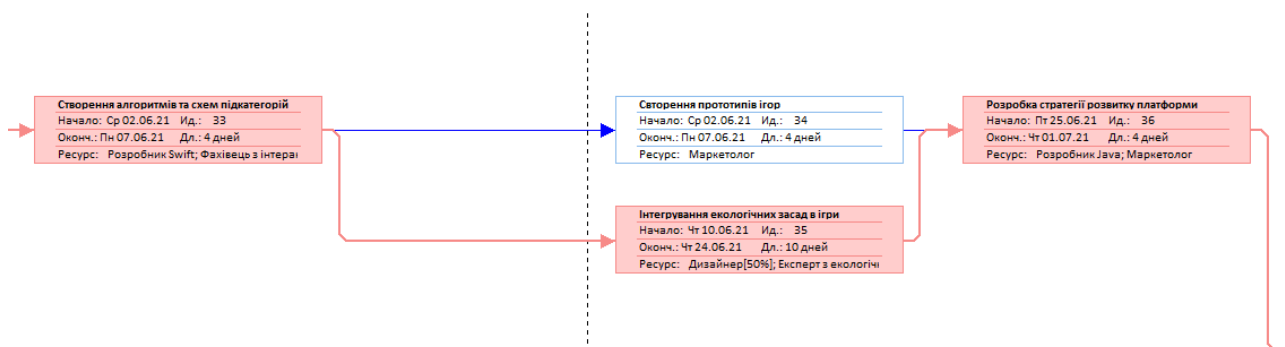 Створення алгоритмів та схем підкатегорій
Начало: Ср 02.06.21 Ид.: 33
Оконч.: Пн 07.06.21 Дл.: 4 дней
Ресурс: Розробник Swift; Фахівець з інтерак
Свторення прототипів ігор
Начало: Ср 02.06.21 Ид.: 34
Оконч.: Пн 07.06.21 Дл.: 4 дней
Ресурс: Маркетолог
Інтегрування екологічних засад в ігри
Начало: Чт 10.06.21 Ид.: 35
Оконч.: Чт 24.06.21 Дл.: 10 дней
Ресурс: Дизайнер[50%]; Експерт з екологічн
Розробка стратегії розвитку платформи
Начало: Пт 25.06.21 Ид.: 36
Оконч.: Чт 01.07.21 Дл.: 4 дней
Ресурс: Розробник Java; Маркетолог